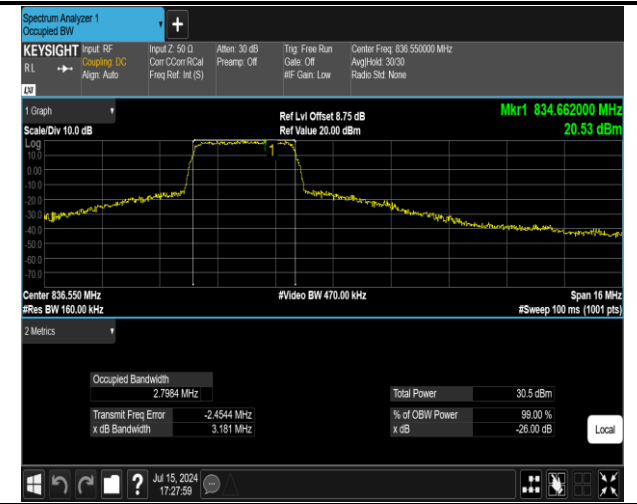 Spectrum Analyzer 1
Occupied BW
+
KEYSIGHT
RL
LXI
Input: RF
Coupling: DC
Align: Auto
Input Z: 50 Ω
Corr CCorr RCal
Freq Ref: Int (S)
Atten: 30 dB
Preamp: Off
Trig: Free Run
Gate: Off
#IF Gain: Low
Center Freq: 836.550000 MHz
Avg|Hold: 30/30
Radio Std: None
1 Graph
Scale/Div 10.0 dB
Ref Lvl Offset 8.75 dB
Ref Value 20.00 dBm
Mkr1 834.662000 MHz
20.53 dBm
Log
10.0
0.00
-10.0
-20.0
-30.0
-40.0
-50.0
-60.0
-70.0
1
Center 836.550 MHz
#Res BW 160.00 kHz
#Video BW 470.00 kHz
Span 16 MHz
#Sweep 100 ms (1001 pts)
2 Metrics
Occupied Bandwidth
2.7984 MHz
Transmit Freq Error -2.4544 MHz
x dB Bandwidth 3.181 MHz
Total Power 30.5 dBm
% of OBW Power 99.00 %
x dB -26.00 dB
Local
?
Jul 15, 2024
17:27:59